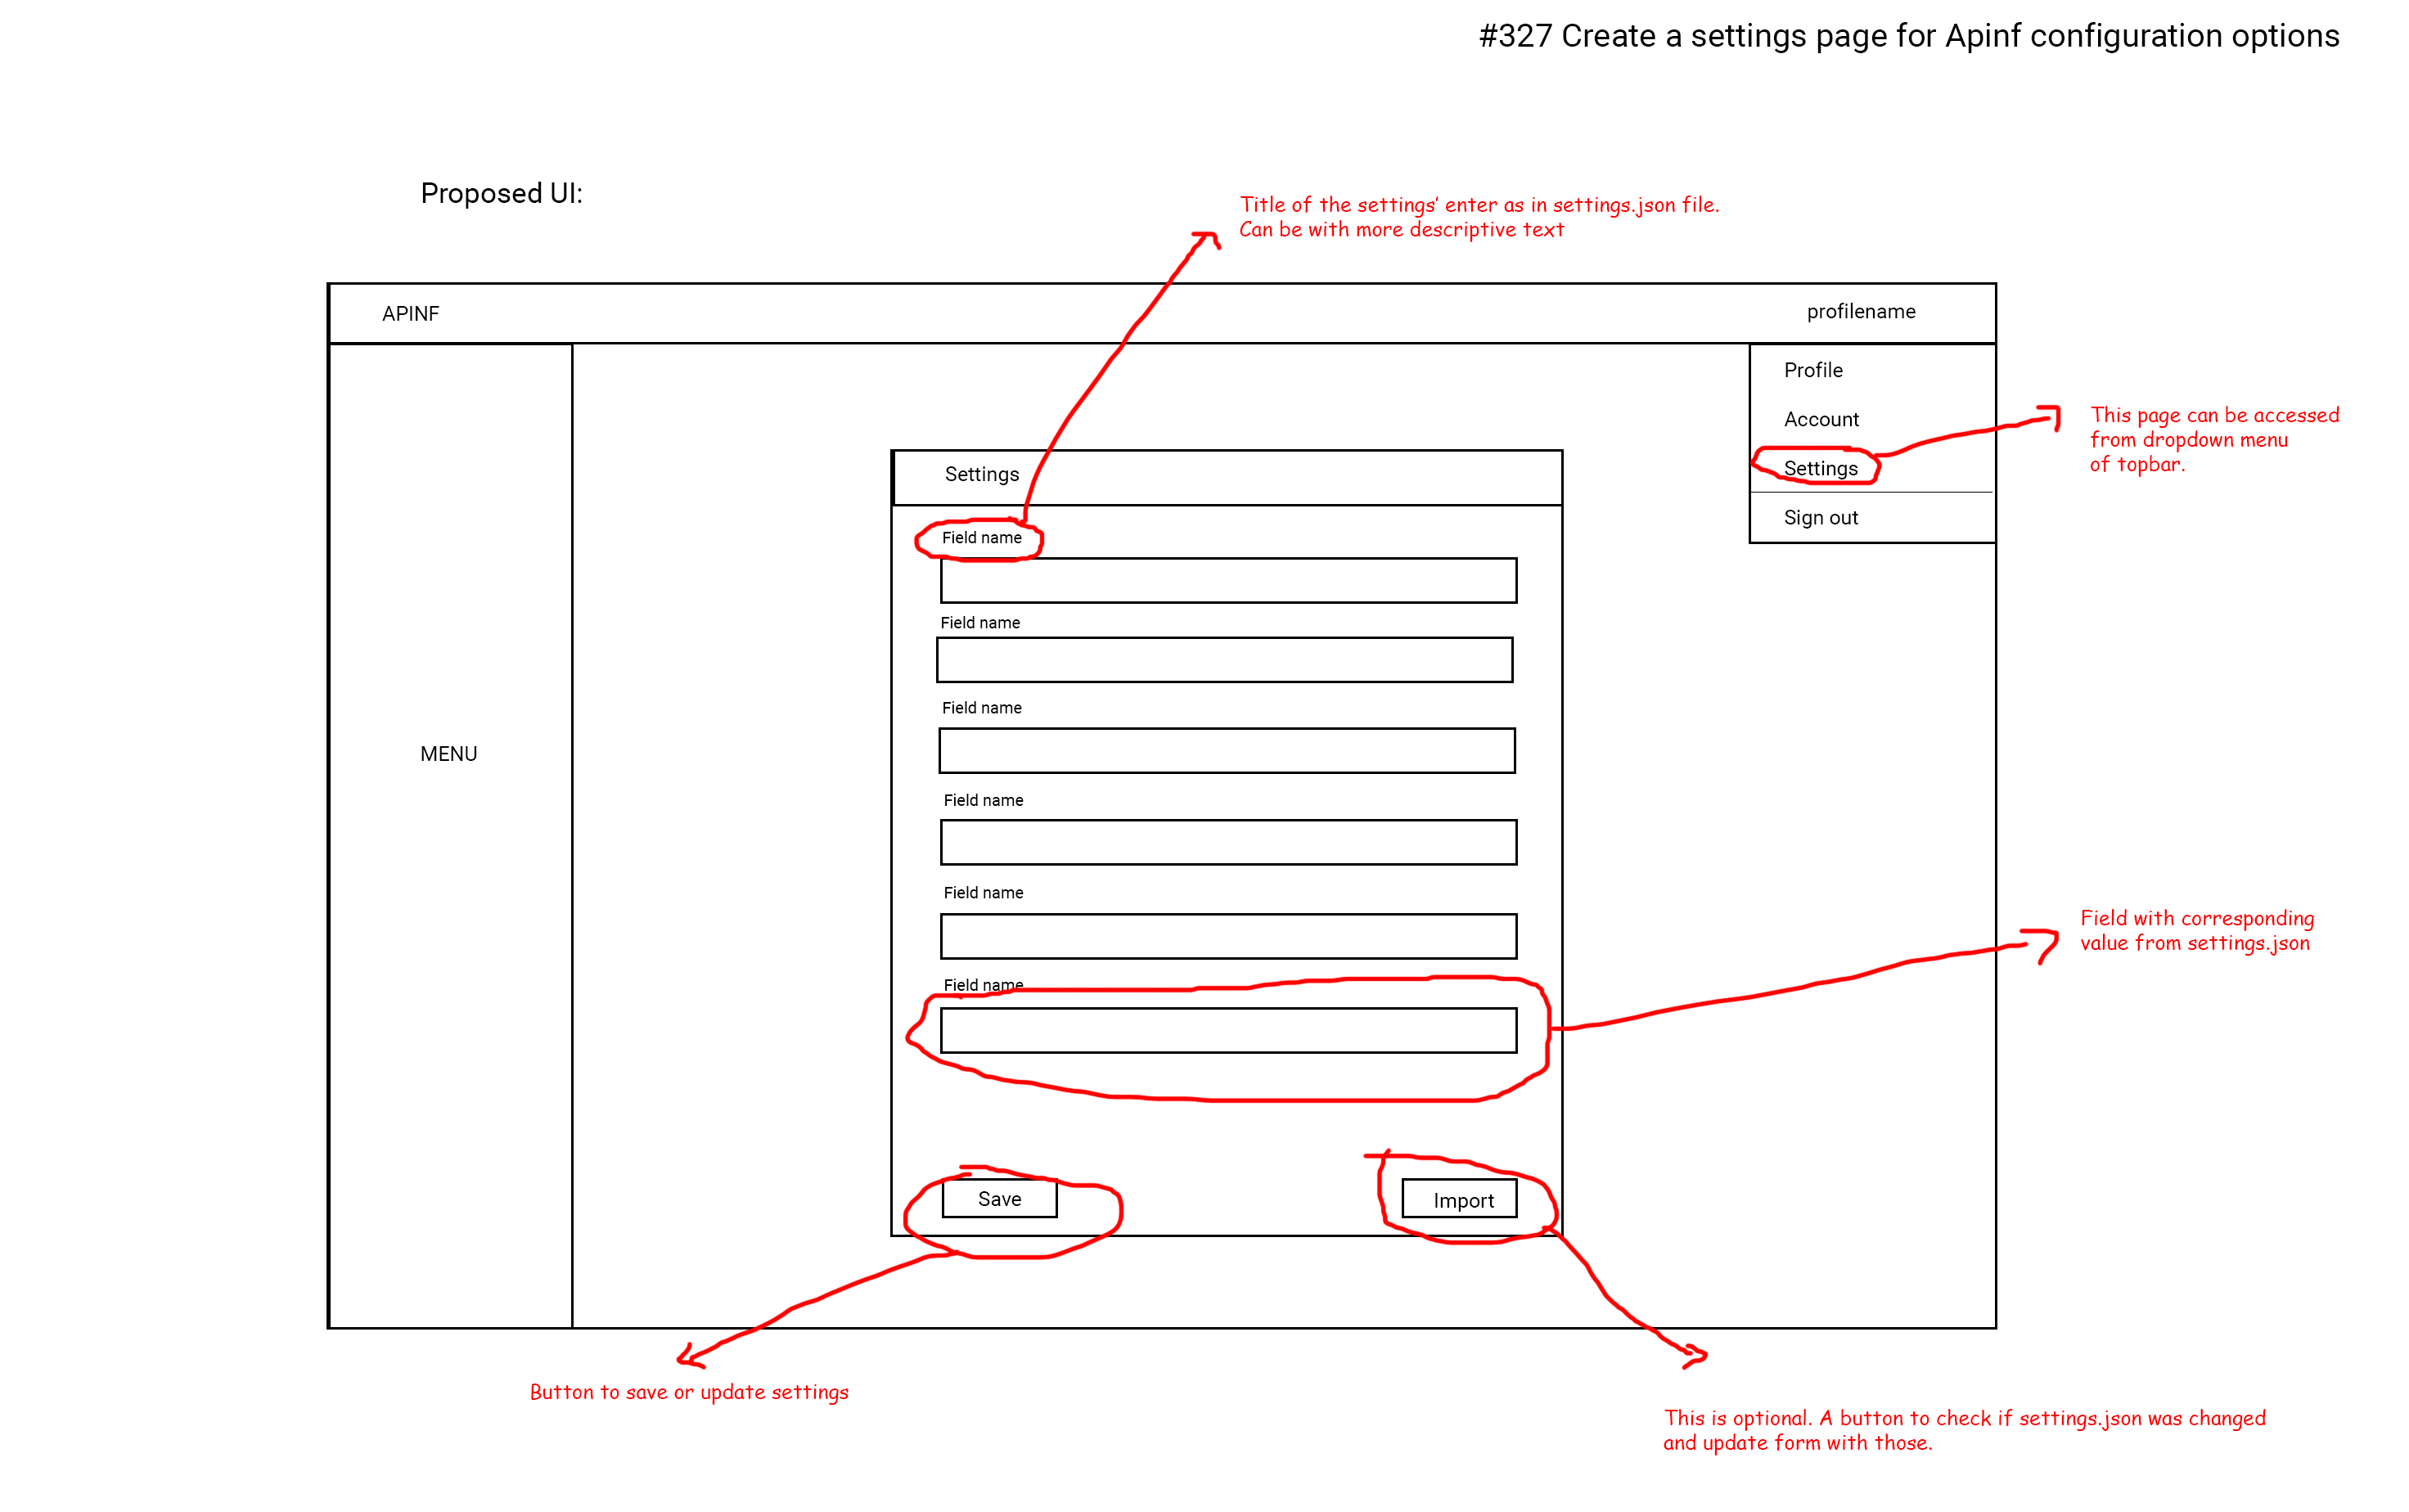 #327 Create a settings page for Apinf configuration options
Proposed UI:
Title of the settings’ enter as in settings.json file.
Can be with more descriptive text
APINF
profilename
Profile
Account
Settings
Sign out
This page can be accessed
from dropdown menu
of topbar.
MENU
Settings
Field name
Field name
Field name
Field name
Field name
Field name
Field with corresponding
value from settings.json
Save
Import
Button to save or update settings
This is optional. A button to check if settings.json was changed
and update form with those.